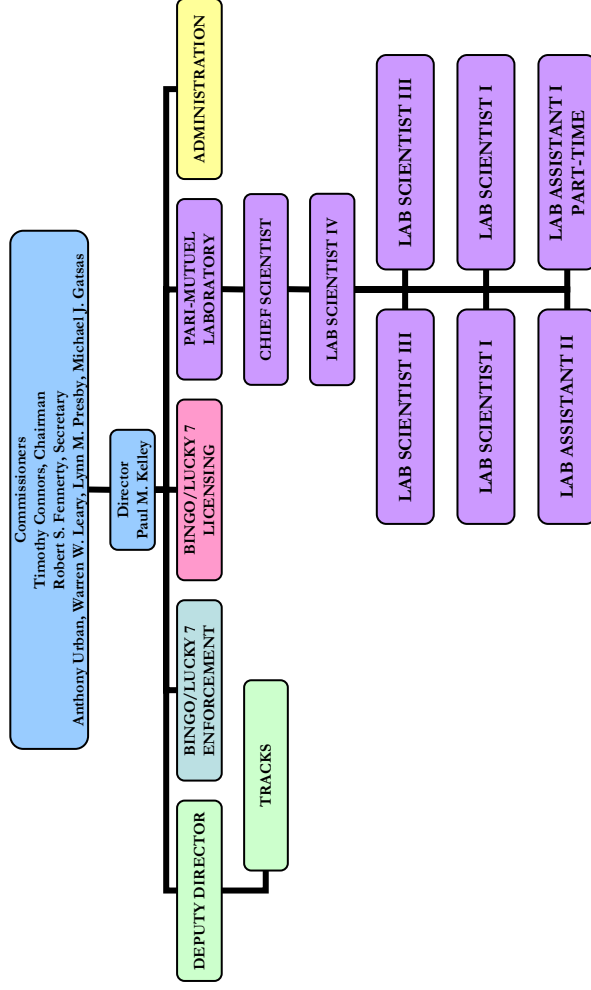 Commissioners
Timothy Connors, Chairman
Robert S. Fennerty, Secretary
Anthony Urban, Warren W. Leary, Lynn M. Presby, Michael J. Gatsas
Director
Paul M. Kelley
DEPUTY DIRECTOR
BINGO/LUCKY 7
ENFORCEMENT
BINGO/LUCKY 7
LICENSING
PARI-MUTUEL
LABORATORY
ADMINISTRATION
TRACKS
CHIEF SCIENTIST
LAB SCIENTIST IV
LAB SCIENTIST III
LAB SCIENTIST III
LAB SCIENTIST I
LAB SCIENTIST I
LAB ASSISTANT II
LAB ASSISTANT I
PART-TIME